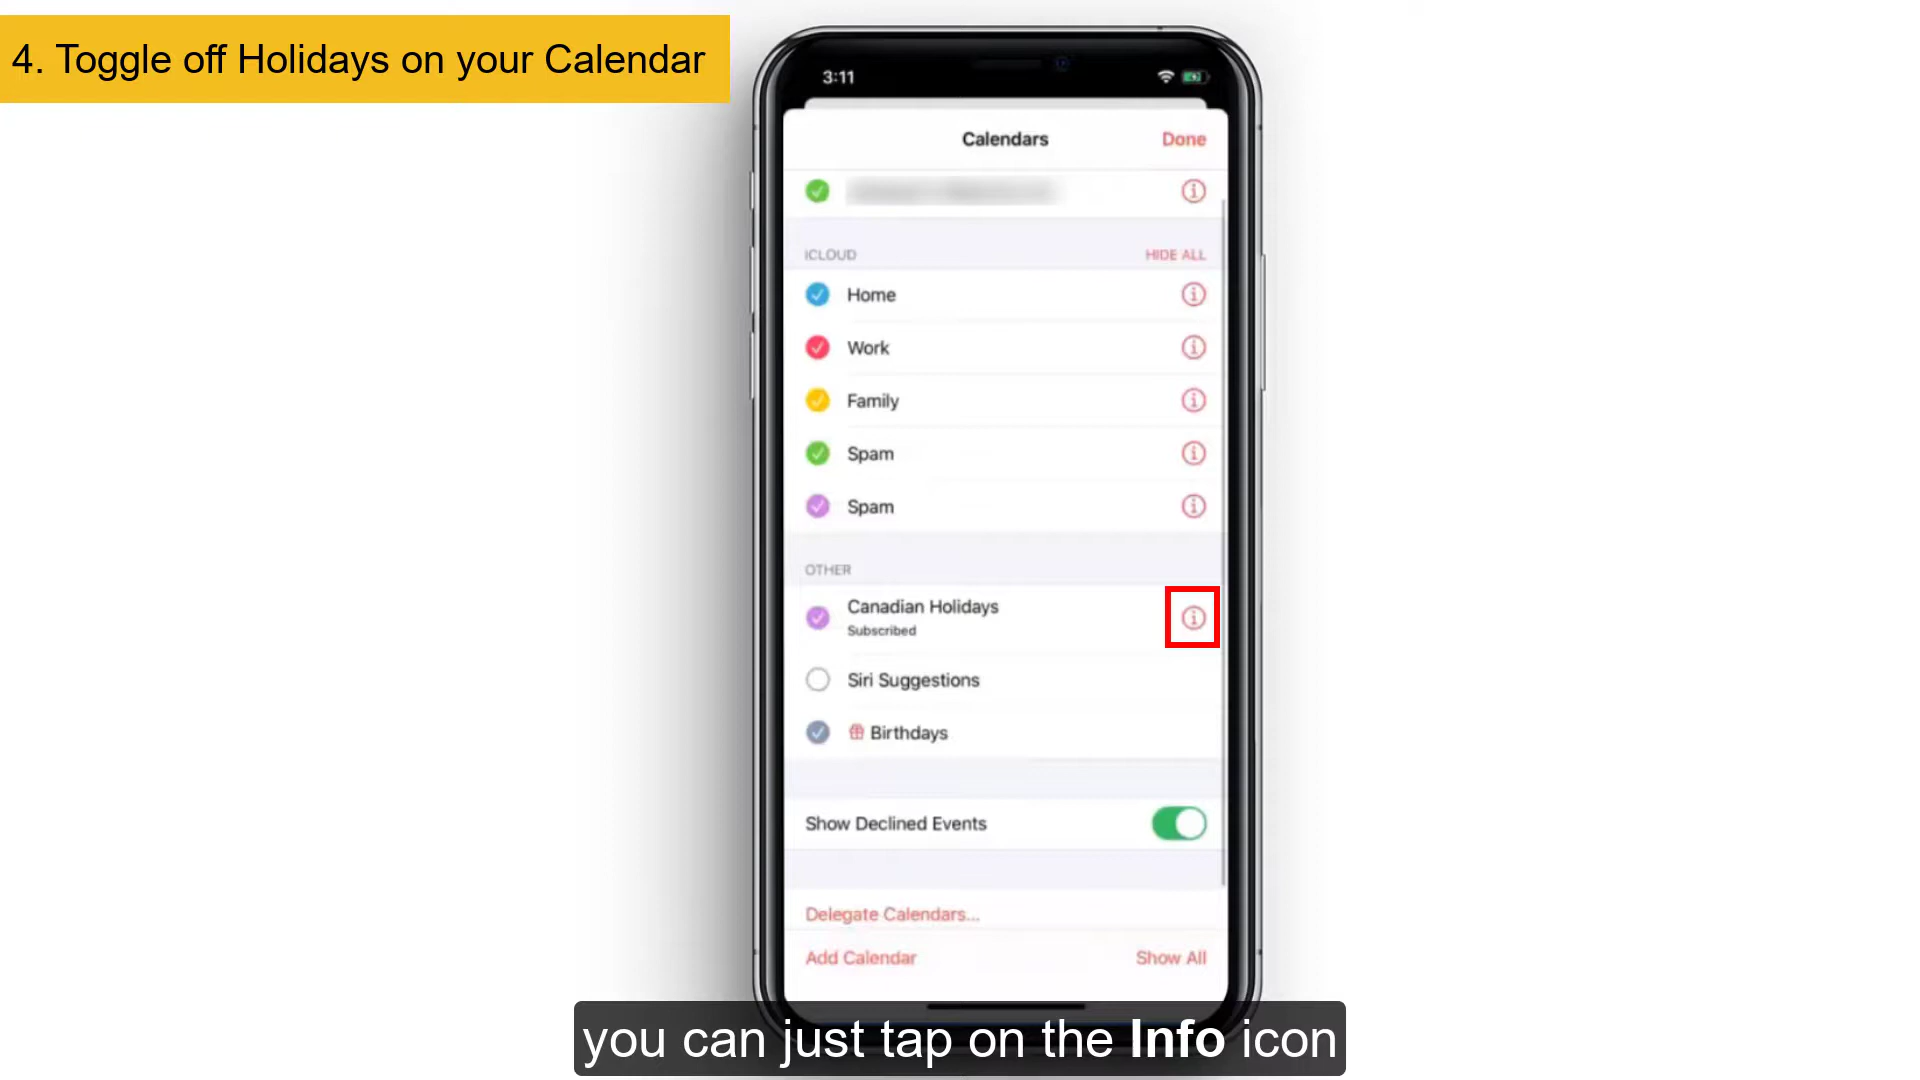 4. Toggle off Holidays on your Calendar
3:11
Calendars
Done
ICLOUD
HIDE ALL
Home
Work
Family
Spam
Spam
OTHER
Canadian Holidays
Subscribed
Siri Suggestions
Birthdays
Show Declined Events
Delegate Calendars...
Add Calendar
Show All
you can just tap on the Info icon